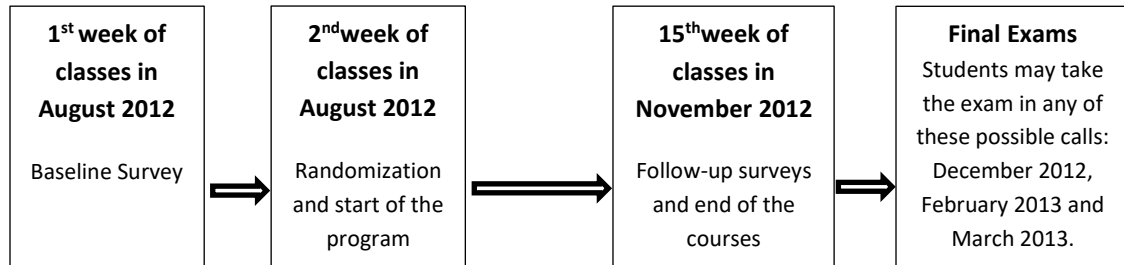 1st week of
classes in
August 2012
Baseline Survey
2ndweek of
classes in
August 2012
Randomization
and start of the
program
15thweek of
classes in
November 2012
Follow-up surveys
and end of the
courses
Final Exams
Students may take
the exam in any of
these possible calls:
December 2012,
February 2013 and
March 2013.